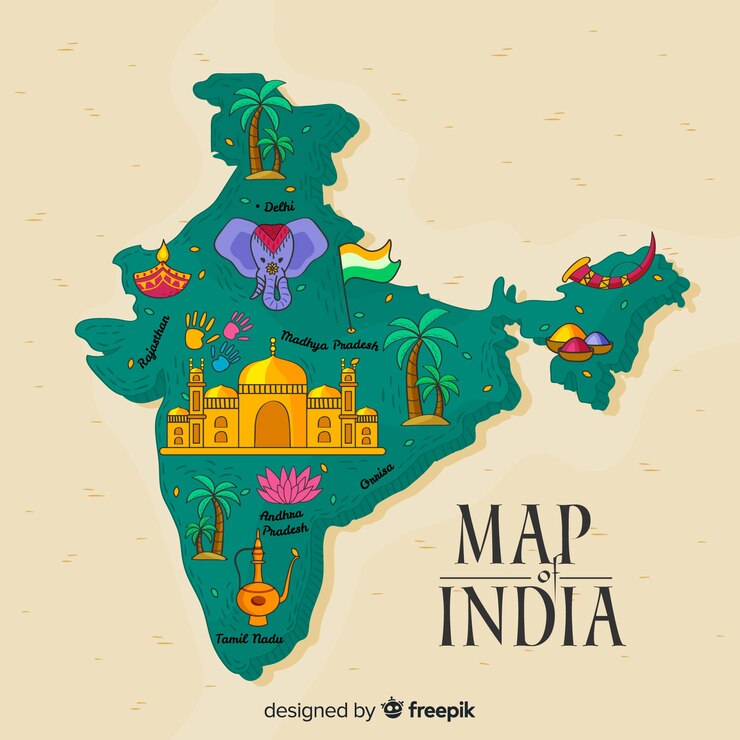 Delhi
Rajasthan
Madhya Pradesh
Orrisa
Andhra
Pradesh
Tamil Nadu
MAP
of
INDIA
designed by freepik